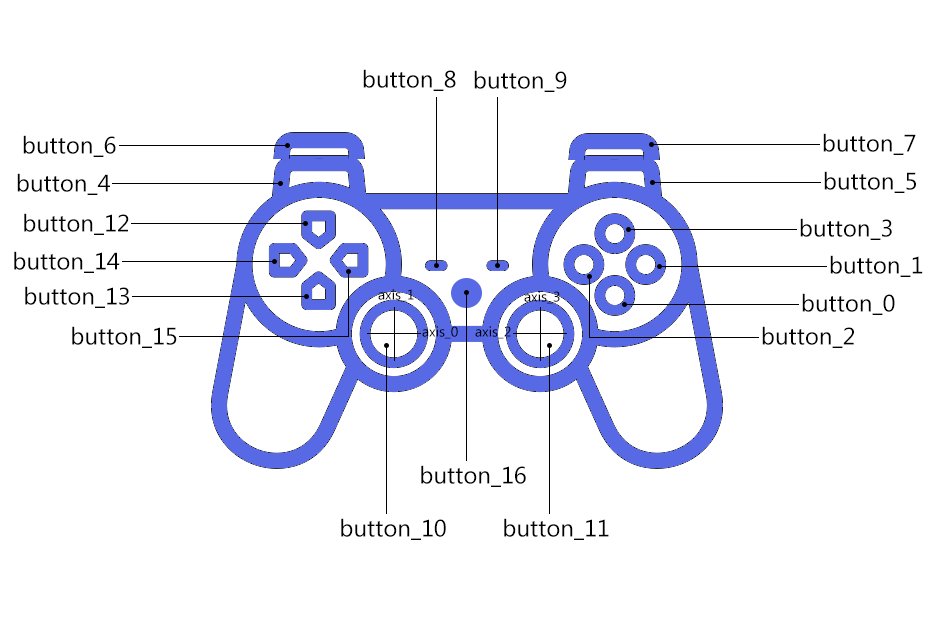 button_8 button_9
button_6 button_7
button_4 button_5
button_12 button_3
button_14 button_1
button_13 button_0
axis_1 axis_3
axis_0 axis_2
button_15 button_2
button_16
button_10 button_11